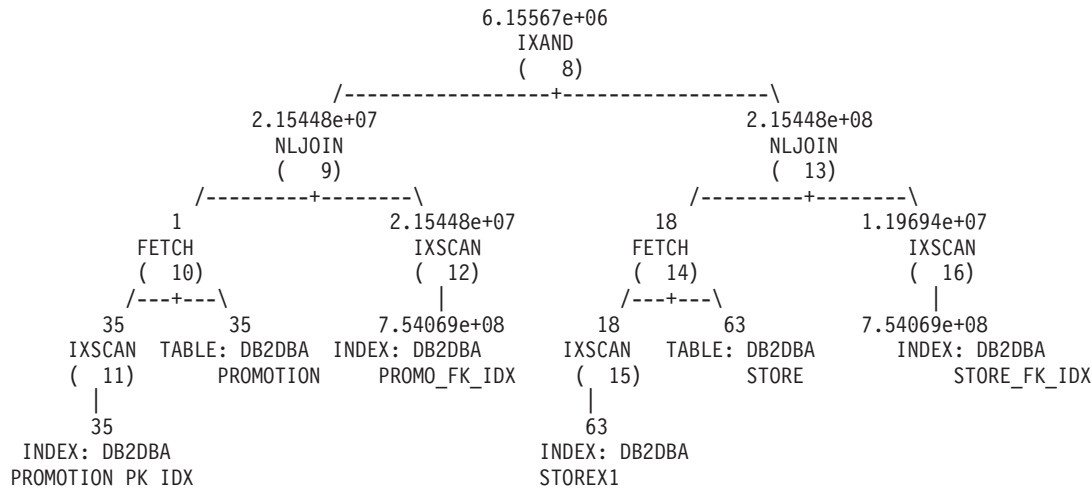 6.15567e+06
IXAND
( 8)
/------------------+------------------\
2.15448e+07 2.15448e+08
NLJOIN NLJOIN
( 9) ( 13)
/---------+--------\ /---------+--------\
1 2.15448e+07 18 1.19694e+07
FETCH IXSCAN FETCH IXSCAN
( 10) ( 12) ( 14) ( 16)
/---+---\ | /---+---\ |
35 35 7.54069e+08 18 63 7.54069e+08
IXSCAN TABLE: DB2DBA INDEX: DB2DBA IXSCAN TABLE: DB2DBA INDEX: DB2DBA
( 11) PROMOTION PROMO_FK_IDX ( 15) STORE STORE_FK_IDX
| |
35 63
INDEX: DB2DBA INDEX: DB2DBA
PROMOTION_PK_IDX STOREX1